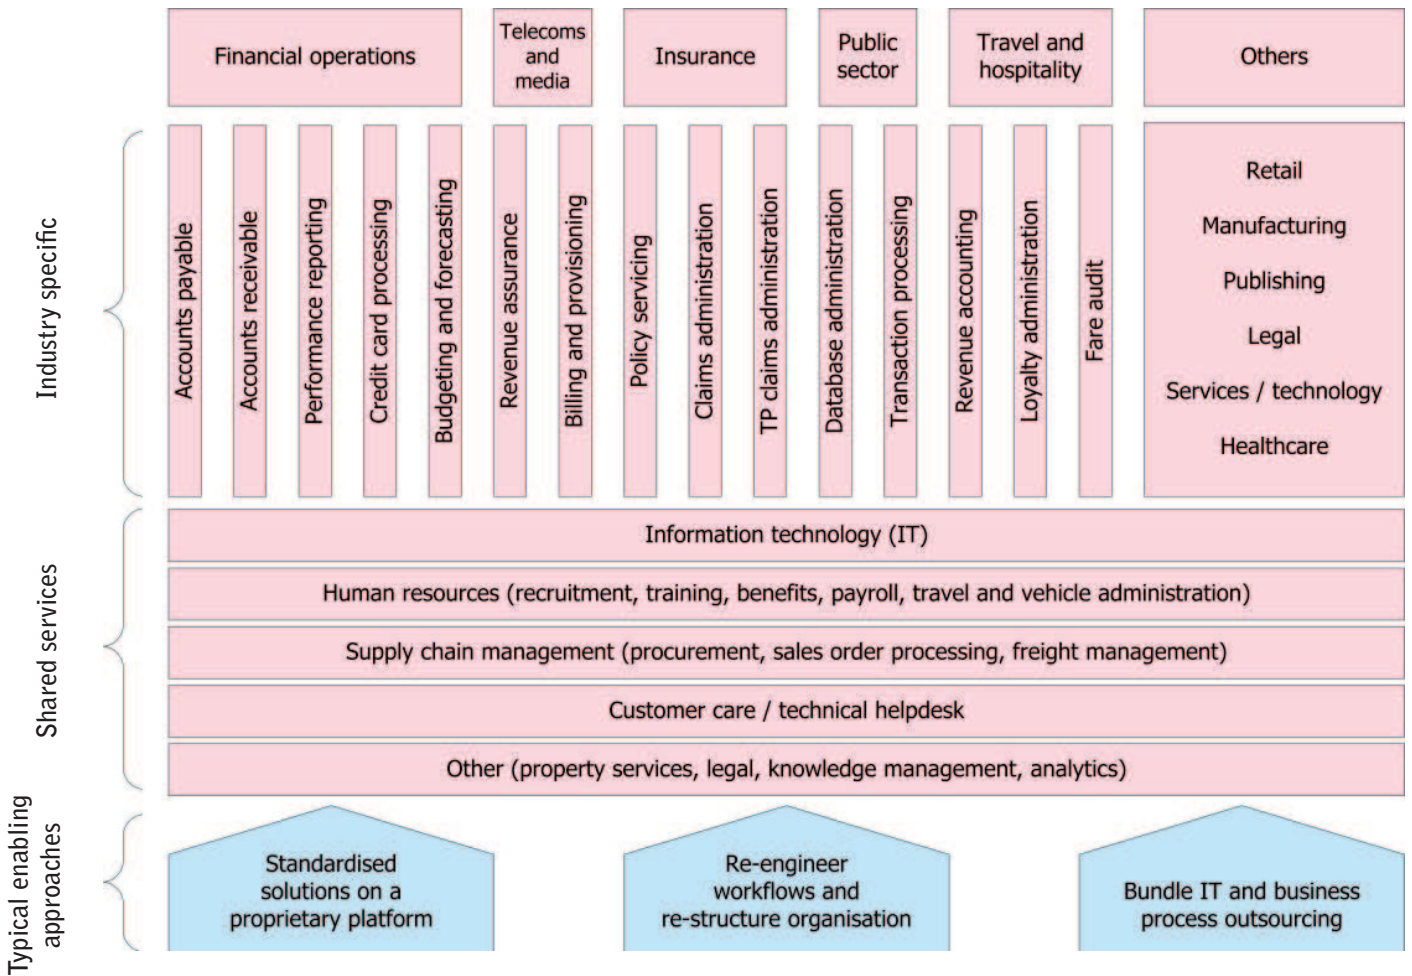 Financial operations
Telecoms
and
media
Insurance
Public
sector
Travel and
hospitality
Others
Industry specific
Accounts payable
Accounts receivable
Performance reporting
Credit card processing
Budgeting and forecasting
Revenue assurance
Billing and provisioning
Policy servicing
Claims administration
TP claims administration
Database administration
Transaction processing
Revenue accounting
Loyalty administration
Fare audit
Retail
Manufacturing
Publishing
Legal
Services / technology
Healthcare
Shared services
Information technology (IT)
Human resources (recruitment, training, benefits, payroll, travel and vehicle administration)
Supply chain management (procurement, sales order processing, freight management)
Customer care / technical helpdesk
Other (property services, legal, knowledge management, analytics)
Typical enabling
approaches
Standardised
solutions on a
proprietary platform
Re-engineer
workflows and
re-structure organisation
Bundle IT and business
process outsourcing